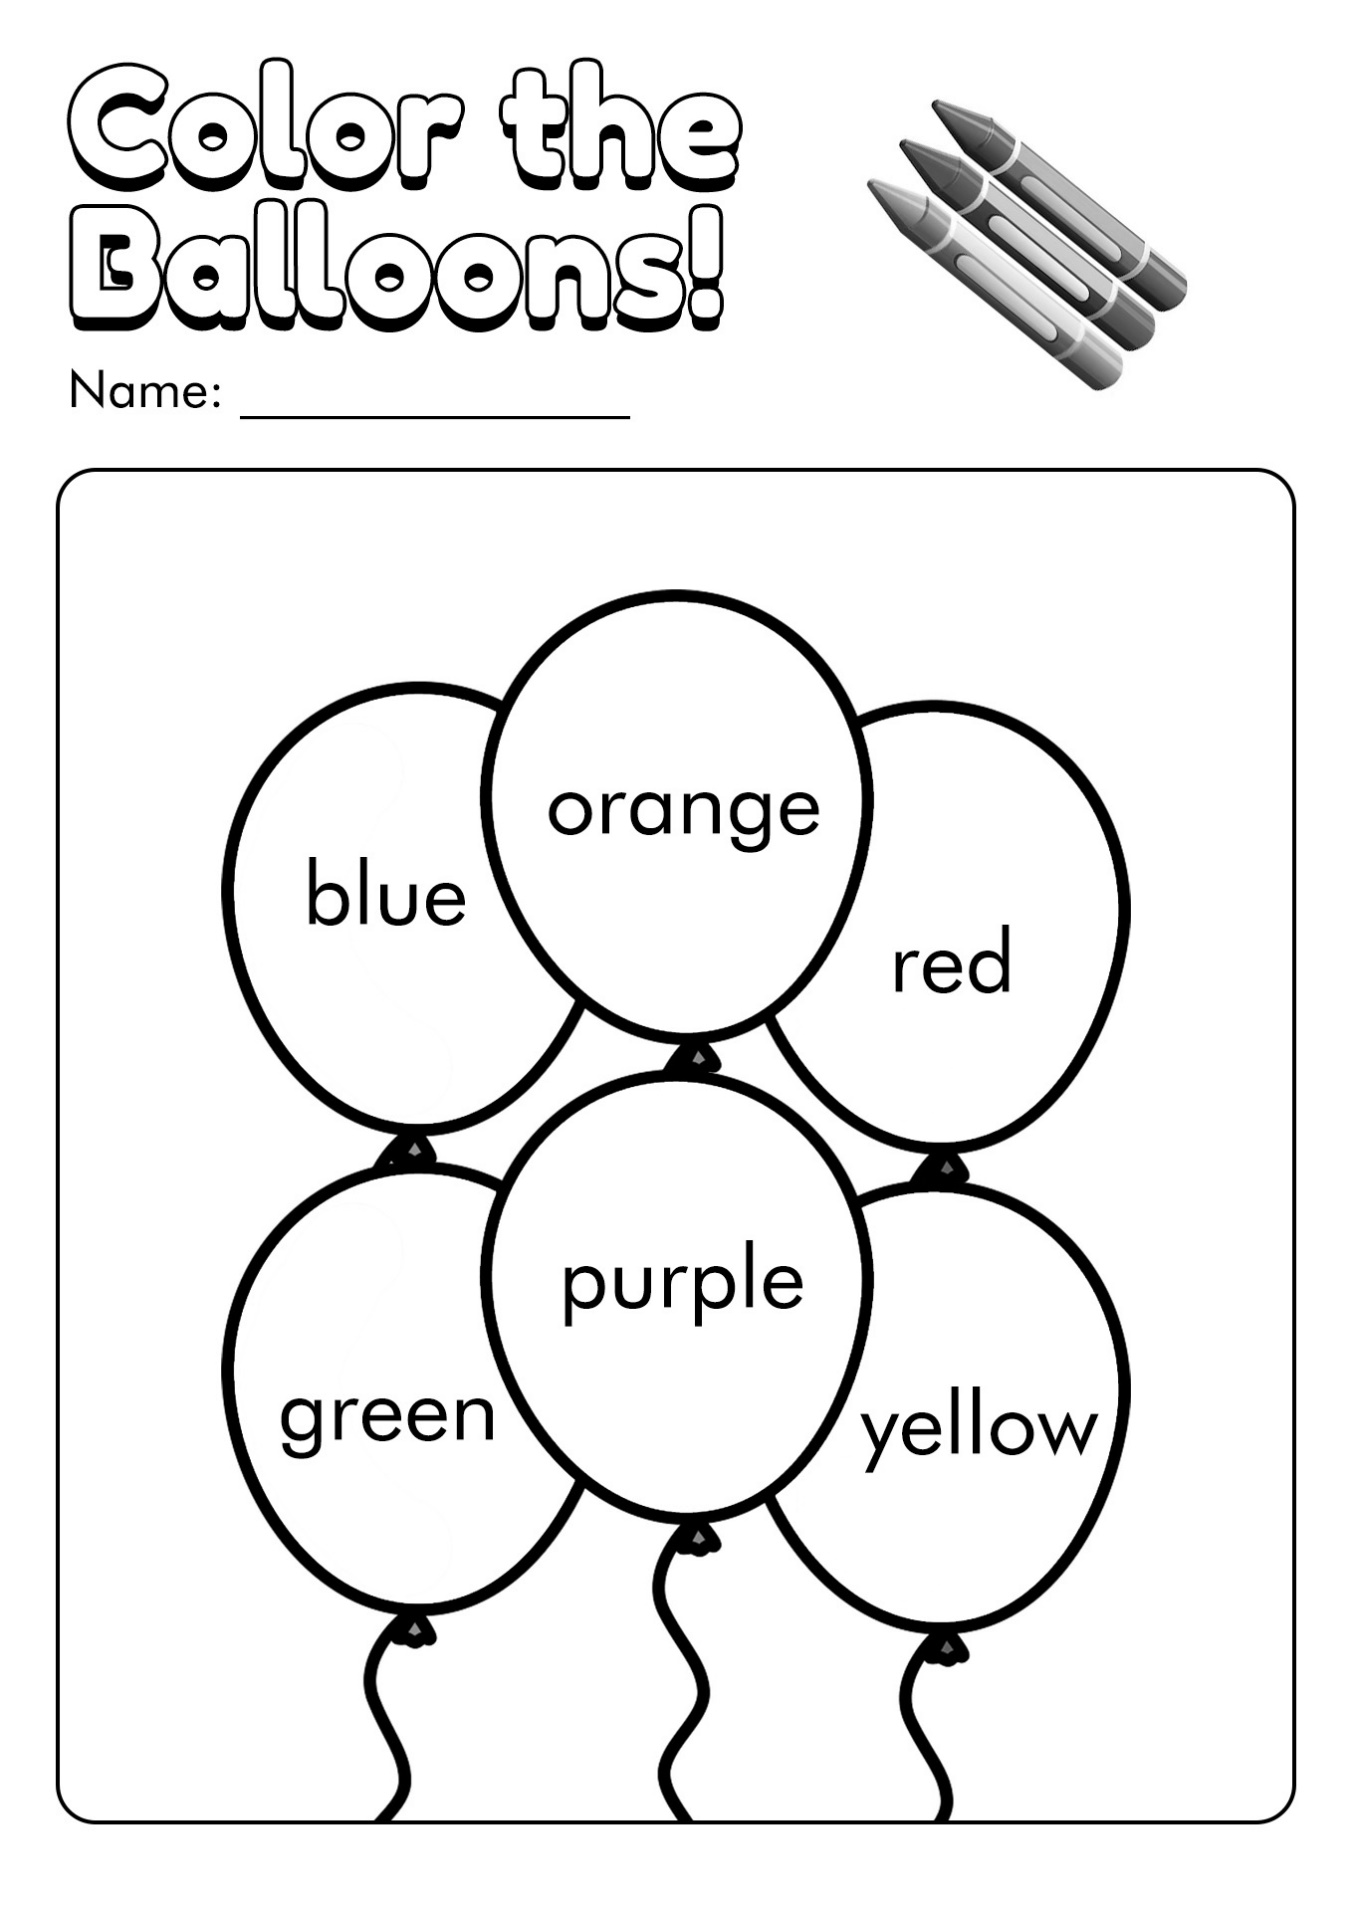 Color the
Balloons!
Name:
orange
blue
red
purple
green
yellow